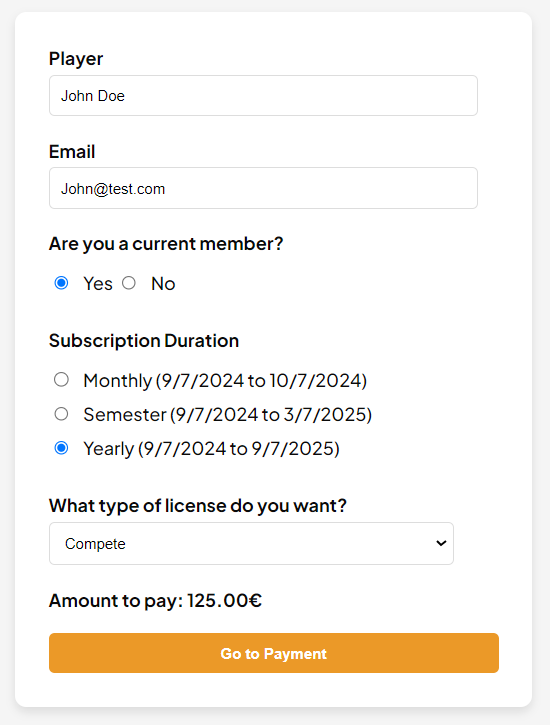 Player
John Doe
Email
John@test.com
Are you a current member?
Yes No
Subscription Duration
Monthly (9/7/2024 to 10/7/2024)
Semester (9/7/2024 to 3/7/2025)
Yearly (9/7/2024 to 9/7/2025)
What type of license do you want?
Compete
Amount to pay: 125.00€
Go to Payment